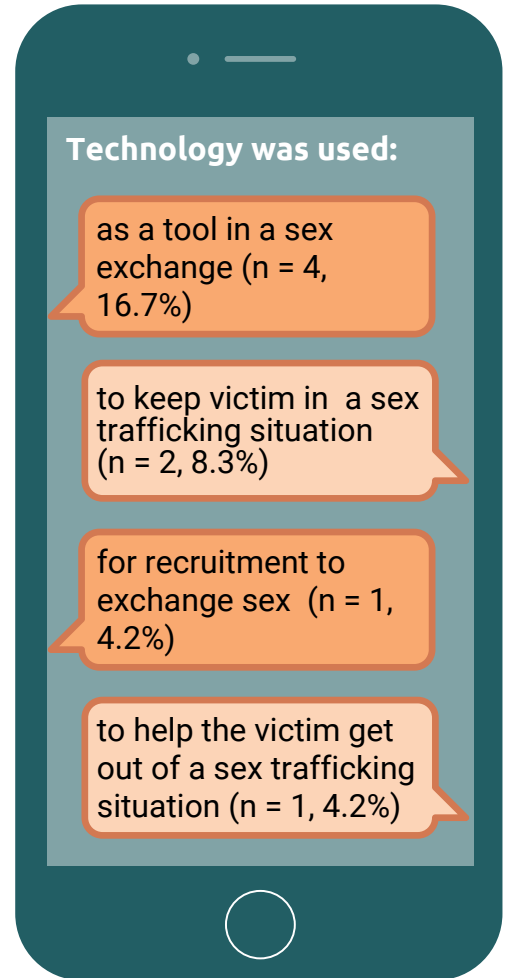 Technology was used:
as a tool in a sex
exchange (n = 4,
16.7%)
to keep victim in  a sex
trafficking situation
(n = 2, 8.3%)
for recruitment to
exchange sex  (n = 1,
4.2%)
to help the victim get
out of a sex trafficking
situation (n = 1, 4.2%)